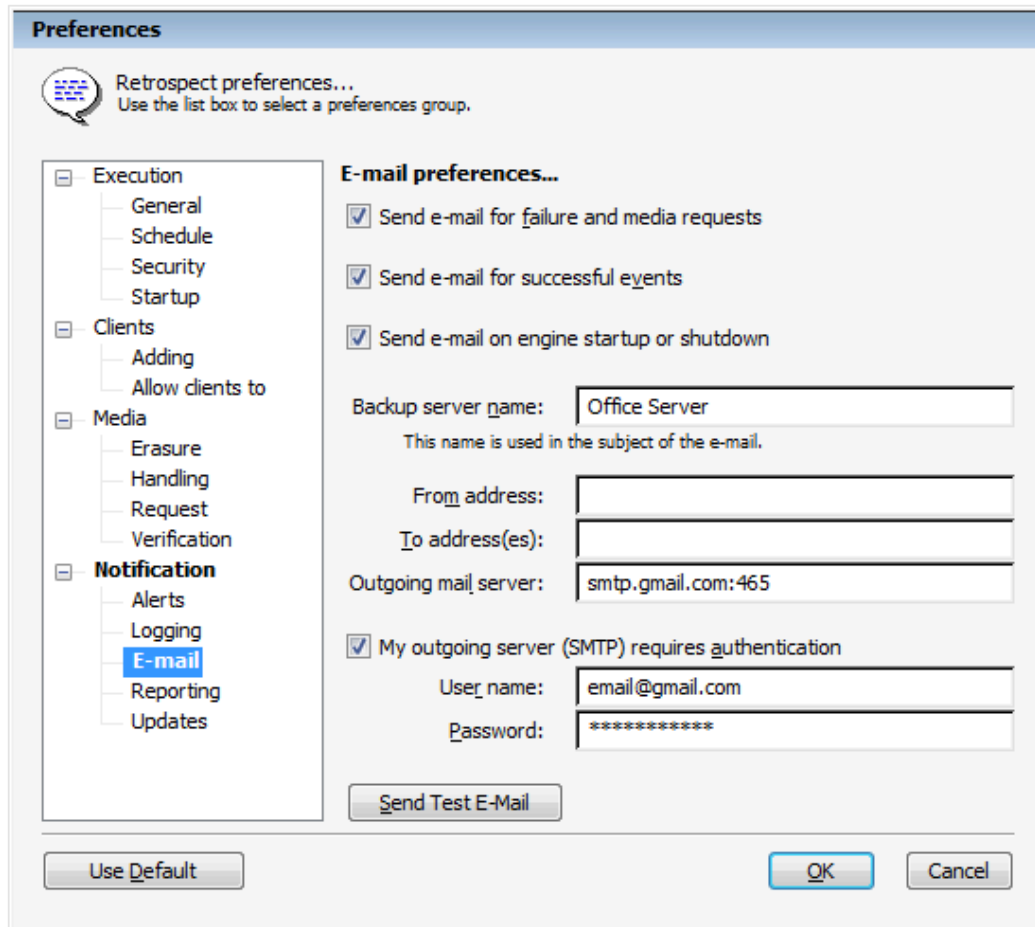 Preferences
Retrospect preferences...
Use the list box to select a preferences group.
Execution
General
Schedule
Security
Startup
Clients
Adding
Allow clients to
Media
Erasure
Handling
Request
Verification
Notification
Alerts
Logging
E-mail
Reporting
Updates
E-mail preferences...
Send e-mail for failure and media requests
Send e-mail for successful events
Send e-mail on engine startup or shutdown
Backup server name: Office Server
This name is used in the subject of the e-mail.
From address:
To address(es):
Outgoing mail server: smtp.gmail.com:465
My outgoing server (SMTP) requires authentication
User name: email@gmail.com
Password: ***********
Send Test E-Mail
Use Default OK Cancel